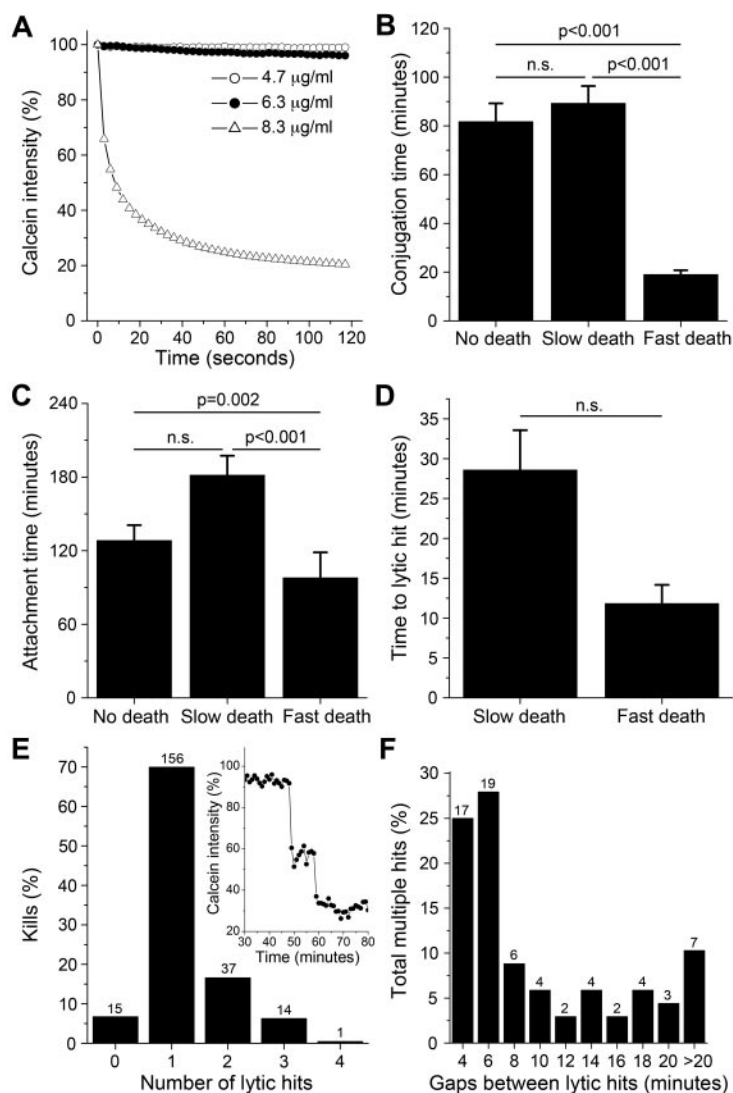 A
Calcein intensity (%)
100
80
60
40
20
0
4.7 μg/ml
6.3 μg/ml
8.3 μg/ml
0 20 40 60 80 100 120
Time (seconds)
B
Conjugation time (minutes)
120
100
80
60
40
20
0
p<0.001
n.s.
p<0.001
No death Slow death Fast death
C
Attachment time (minutes)
240
180
120
60
0
p=0.002
n.s.
p<0.001
No death Slow death Fast death
D
Time to lytic hit (minutes)
35
30
25
20
15
10
5
0
n.s.
Slow death Fast death
E
Kills (%)
70
60
50
40
30
20
10
0
15
156
37
14
1
0 1 2 3 4
Number of lytic hits
Calcein intensity (%)
100
80
60
40
20
30 40 50 60 70 80
Time (minutes)
F
Total multiple hits (%)
30
25
20
15
10
5
0
17
19
6
4
2
4
2
4
3
7
4 6 8 10 12 14 16 18 20 >20
Gaps between lytic hits (minutes)